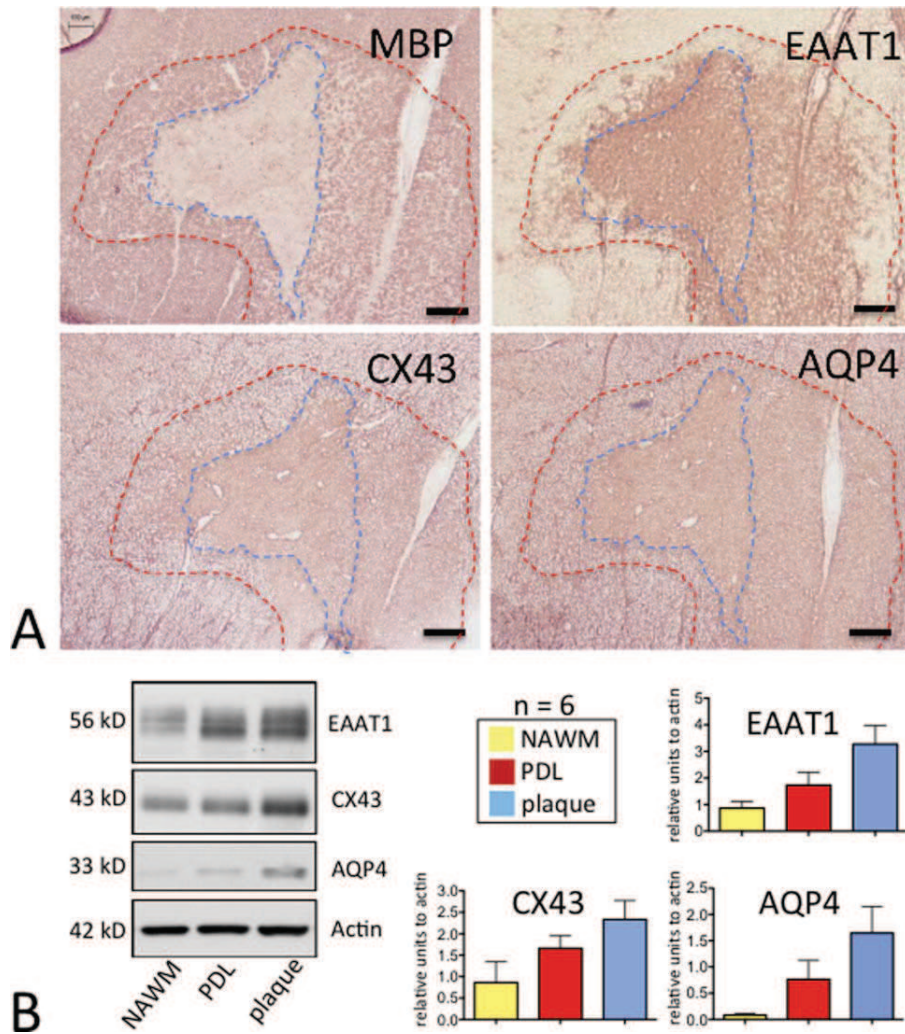 MBP
EAAT1
CX43
AQP4
A
56 kD
EAAT1
43 kD
CX43
33 kD
AQP4
42 kD
Actin
NAWM
PDL
plaque
n = 6
NAWM
PDL
plaque
EAAT1
relative units to actin
5
4
3
2
1
0
CX43
relative units to actin
3.0
2.5
2.0
1.5
1.0
0.5
0.0
AQP4
relative units to actin
2.5
2.0
1.5
1.0
0.5
0.0
B